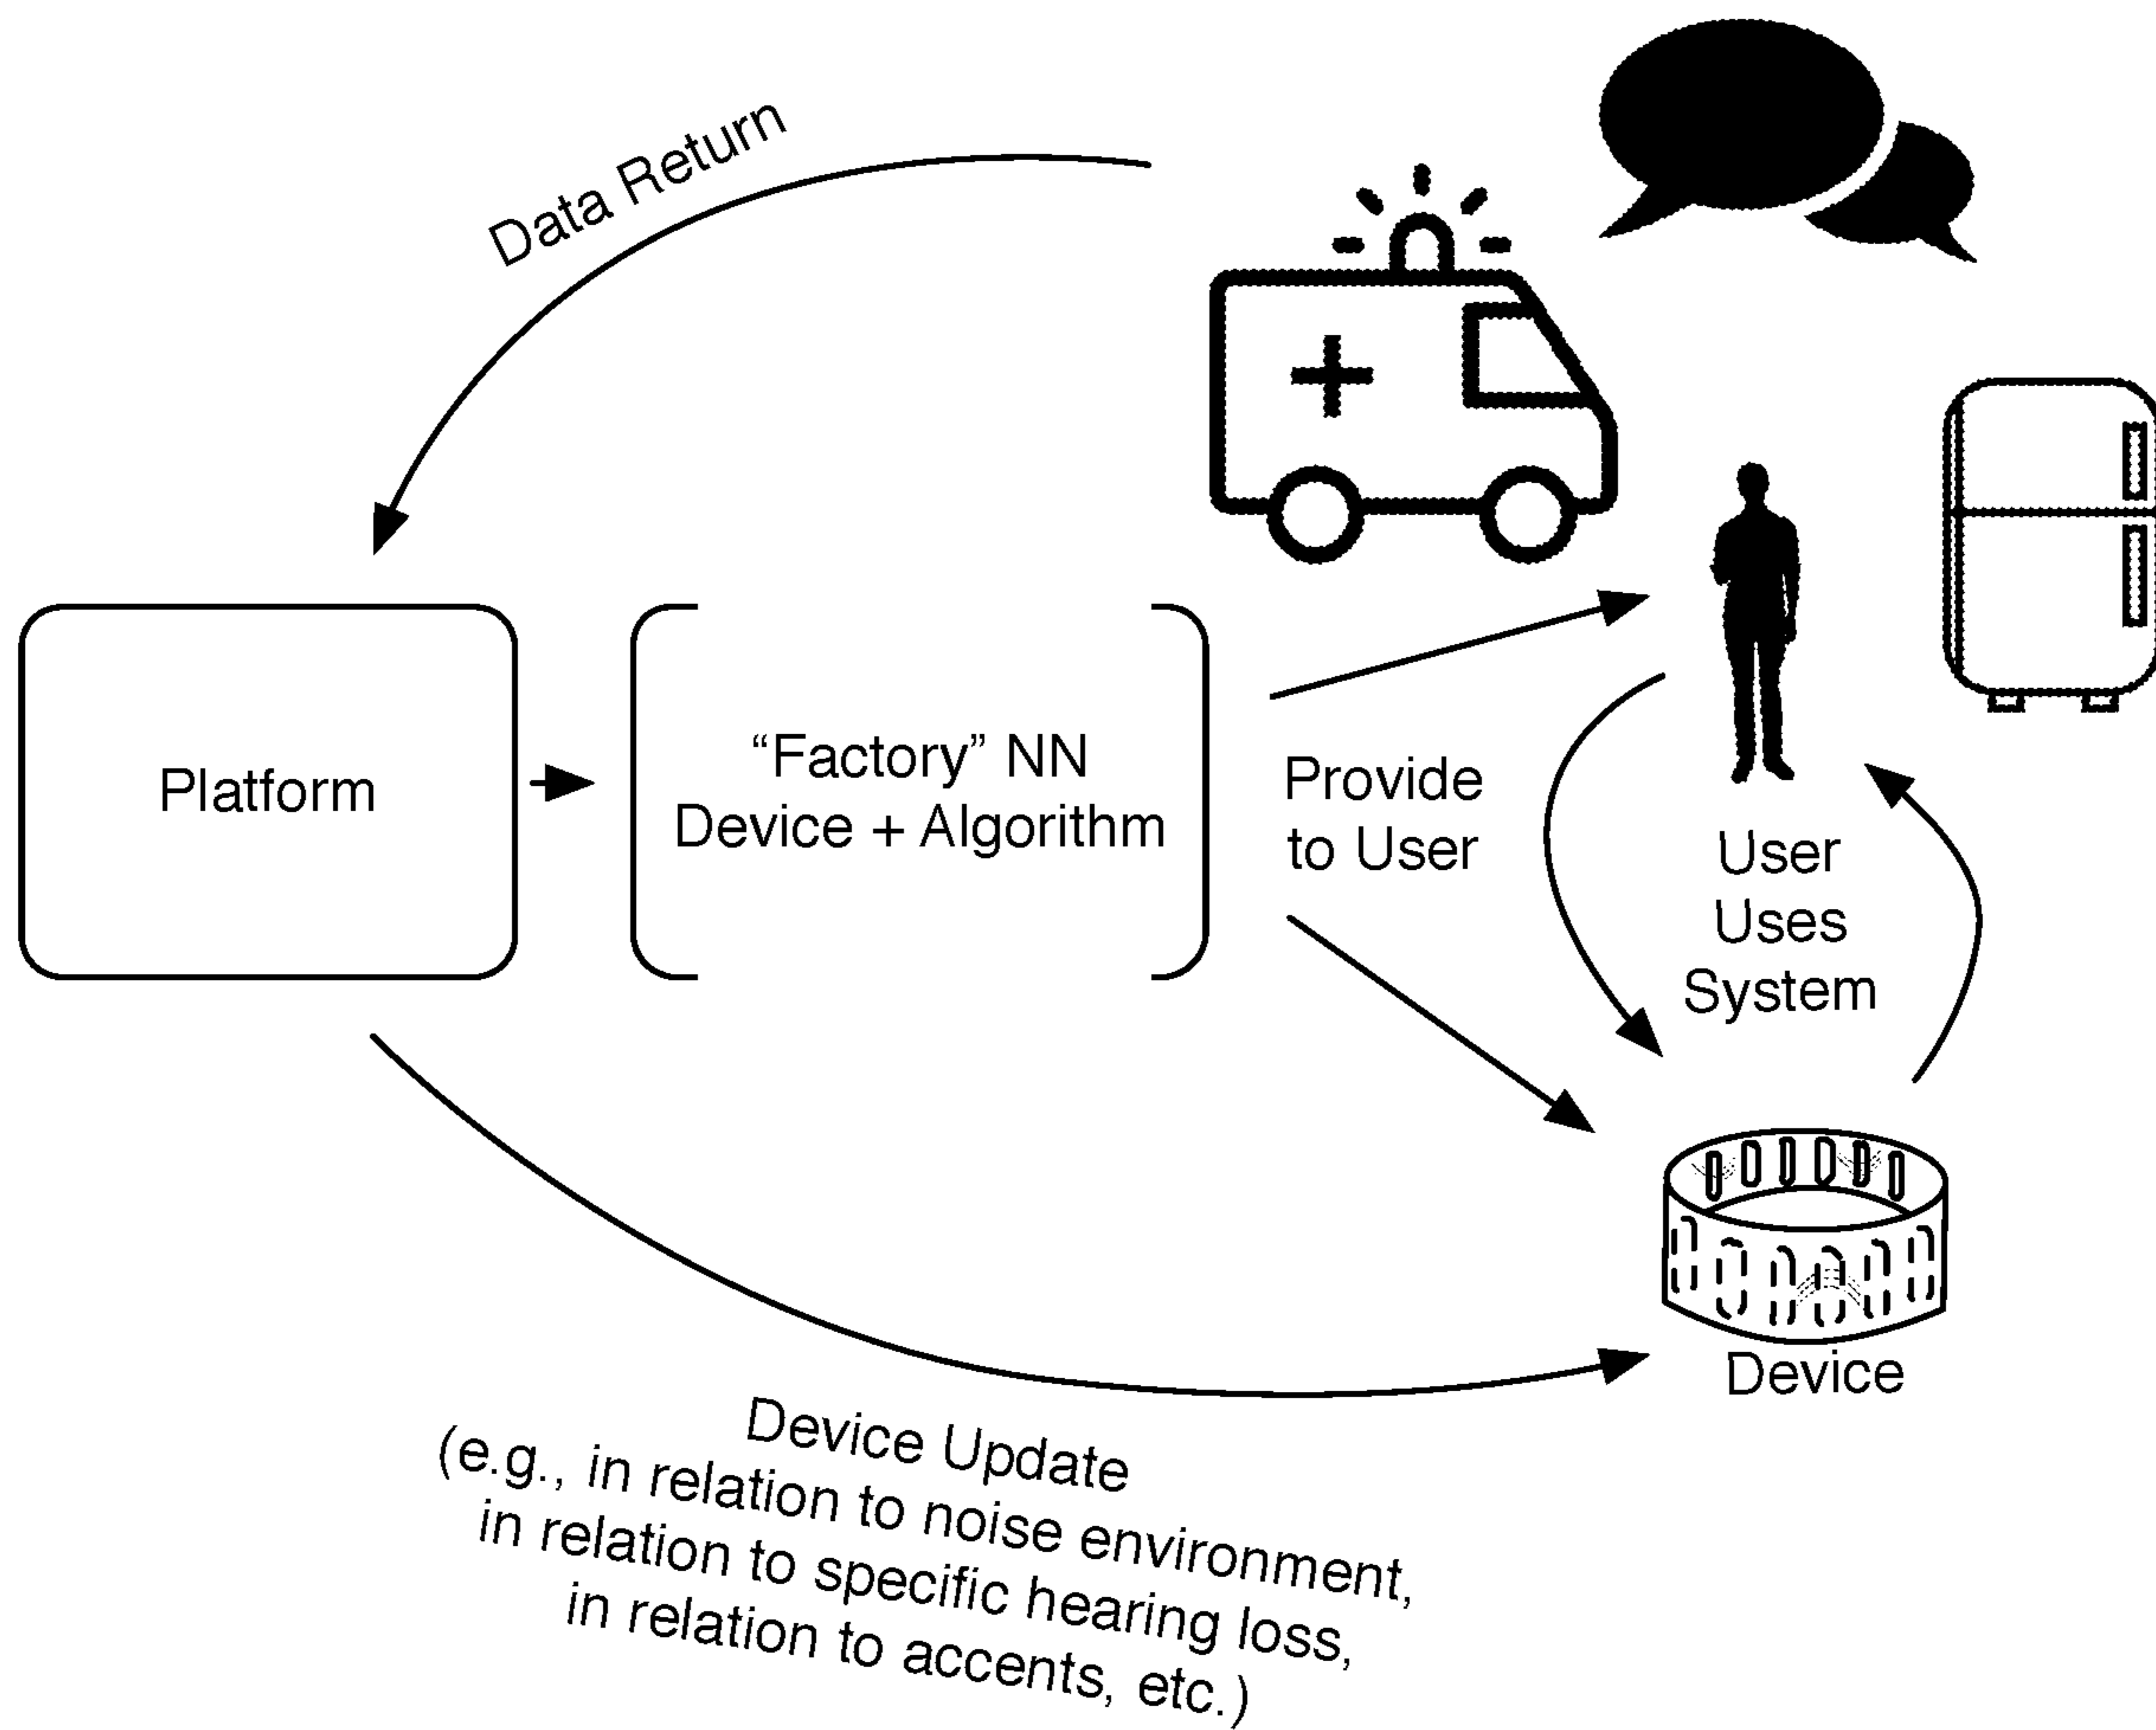 Data Return
Platform
“Factory” NN
Device + Algorithm
Provide
to User
User
Uses
System
Device
Device Update
(e.g., in relation to noise environment,
in relation to specific hearing loss,
in relation to accents, etc.)